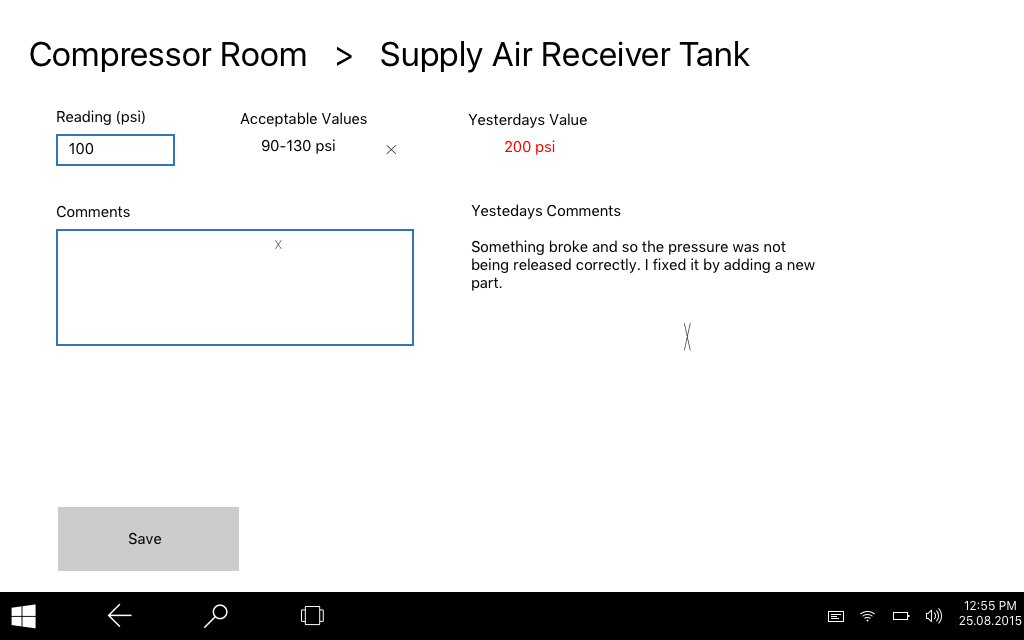 Compressor Room > Supply Air Receiver Tank
Reading (psi)
Acceptable Values
Yesterdays Value
100
90-130 psi
200 psi
Comments
Yestedays Comments
Something broke and so the pressure was not
being released correctly. I fixed it by adding a new
part.
Save
12:55 PM
25.08.2015